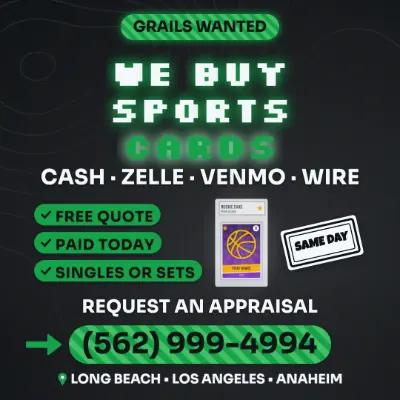 GRAILS WANTED
WE BUY
SPORTS
CARDS
CASH · ZELLE · VENMO · WIRE
FREE QUOTE
PAID TODAY
SINGLES OR SETS
SAME DAY
REQUEST AN APPRAISAL
(562) 999-4994
LONG BEACH • LOS ANGELES • ANAHEIM